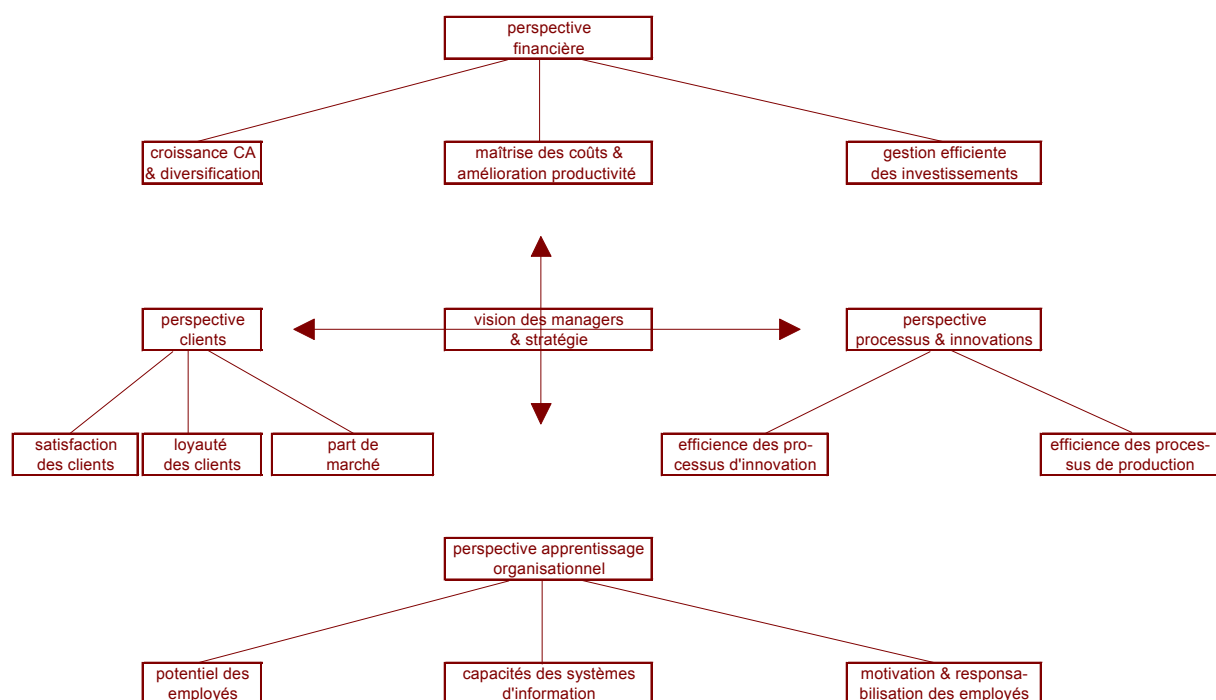 perspective
financière
croissance CA
& diversification
maîtrise des coûts &
amélioration productivité
gestion efficiente
des investissements
perspective
clients
vision des managers
& stratégie
perspective
processus & innovations
satisfaction
des clients
loyauté
des clients
part de
marché
efficience des pro-
cessus d'innovation
efficience des proces-
sus de production
perspective apprentissage
organisationnel
potentiel des
employés
capacités des systèmes
d'information
motivation & responsa-
bilisation des employés